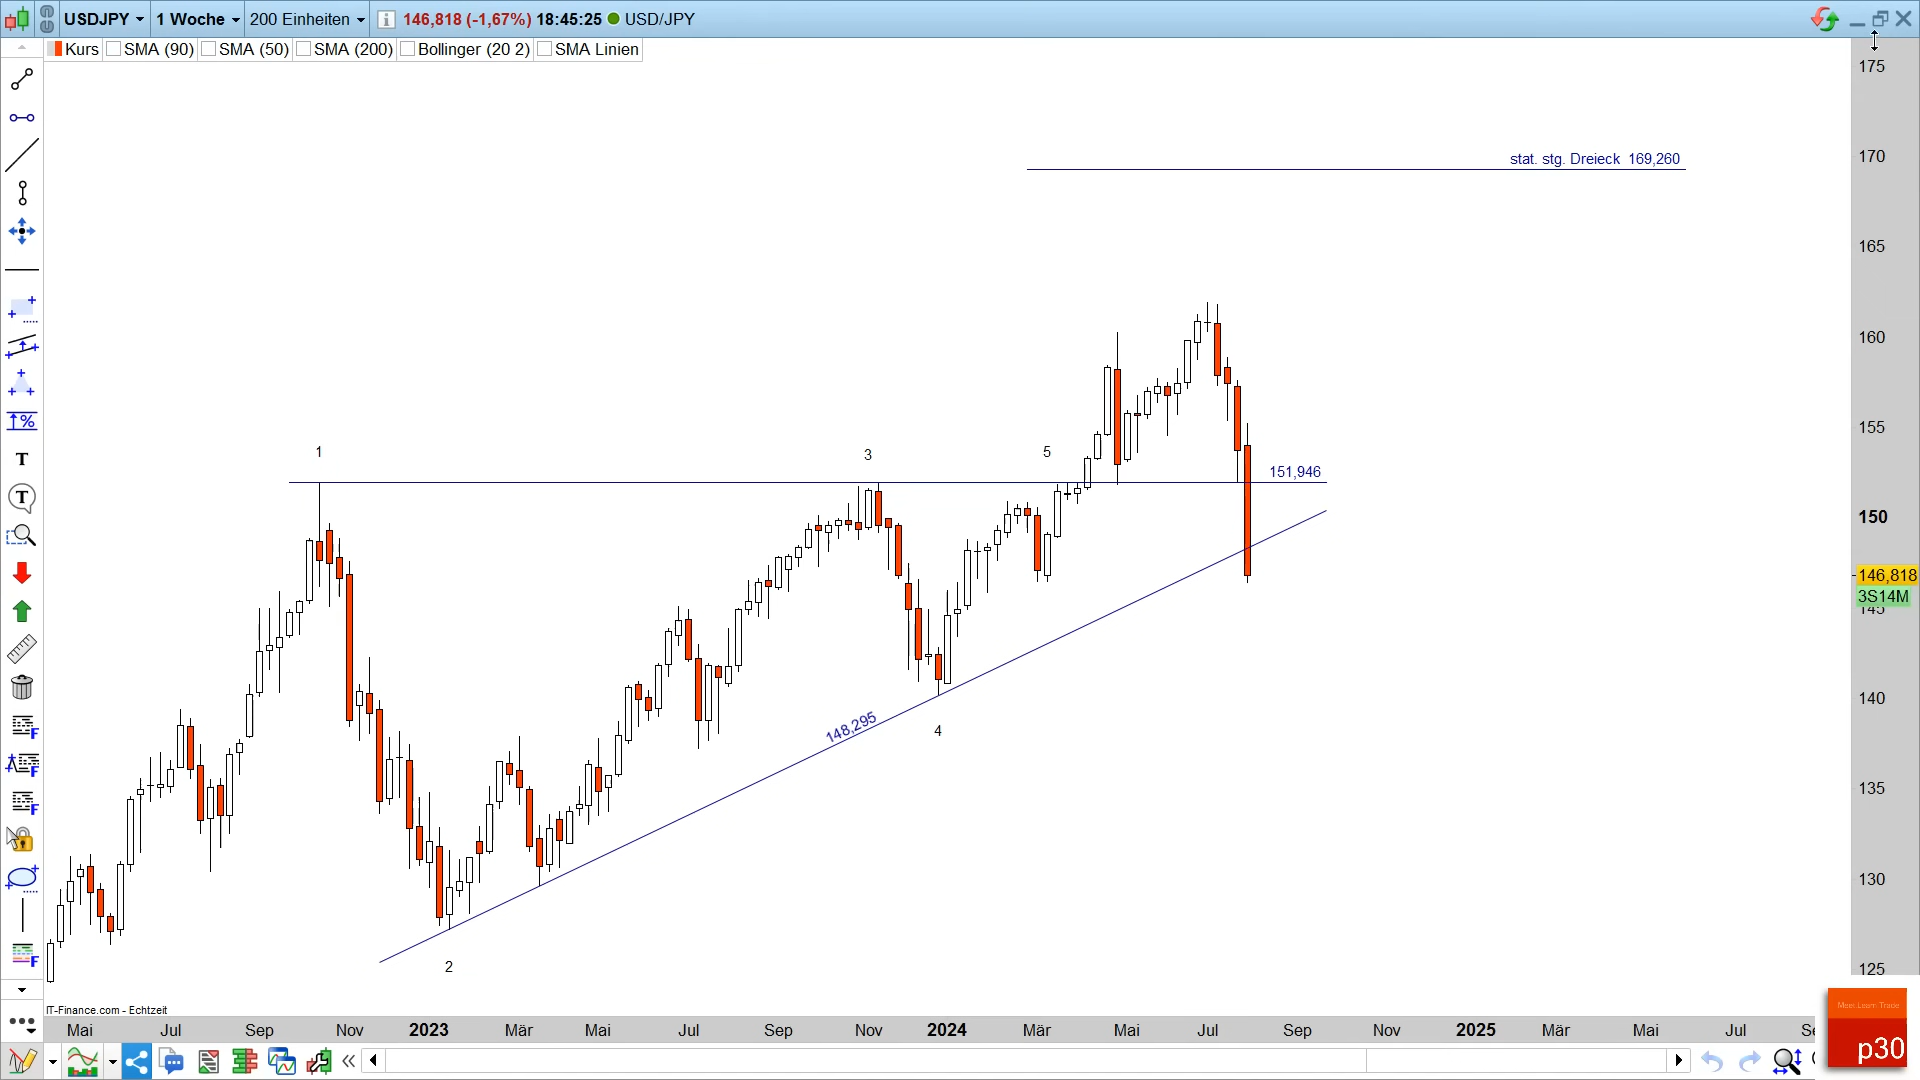 USDJPY 1 Woche 200 Einheiten 146,818 (-1,67%) 18:45:25 USD/JPY
Kurs SMA (90) SMA (50) SMA (200) Bollinger (20 2) SMA Linien
175
stat. stg. Dreieck 169,260
170
165
160
155
1
3
5
151,946
150
146,818
3S14M
145
140
148,295
4
135
130
2
125
IT-Finance.com - Echtzeit
Mai Jul Sep Nov 2023 Mär Mai Jul Sep Nov 2024 Mär Mai Jul Sep Nov 2025 Mär Mai Jul
Mein Learn Trade
p30
T
T
%
F
F
F
F